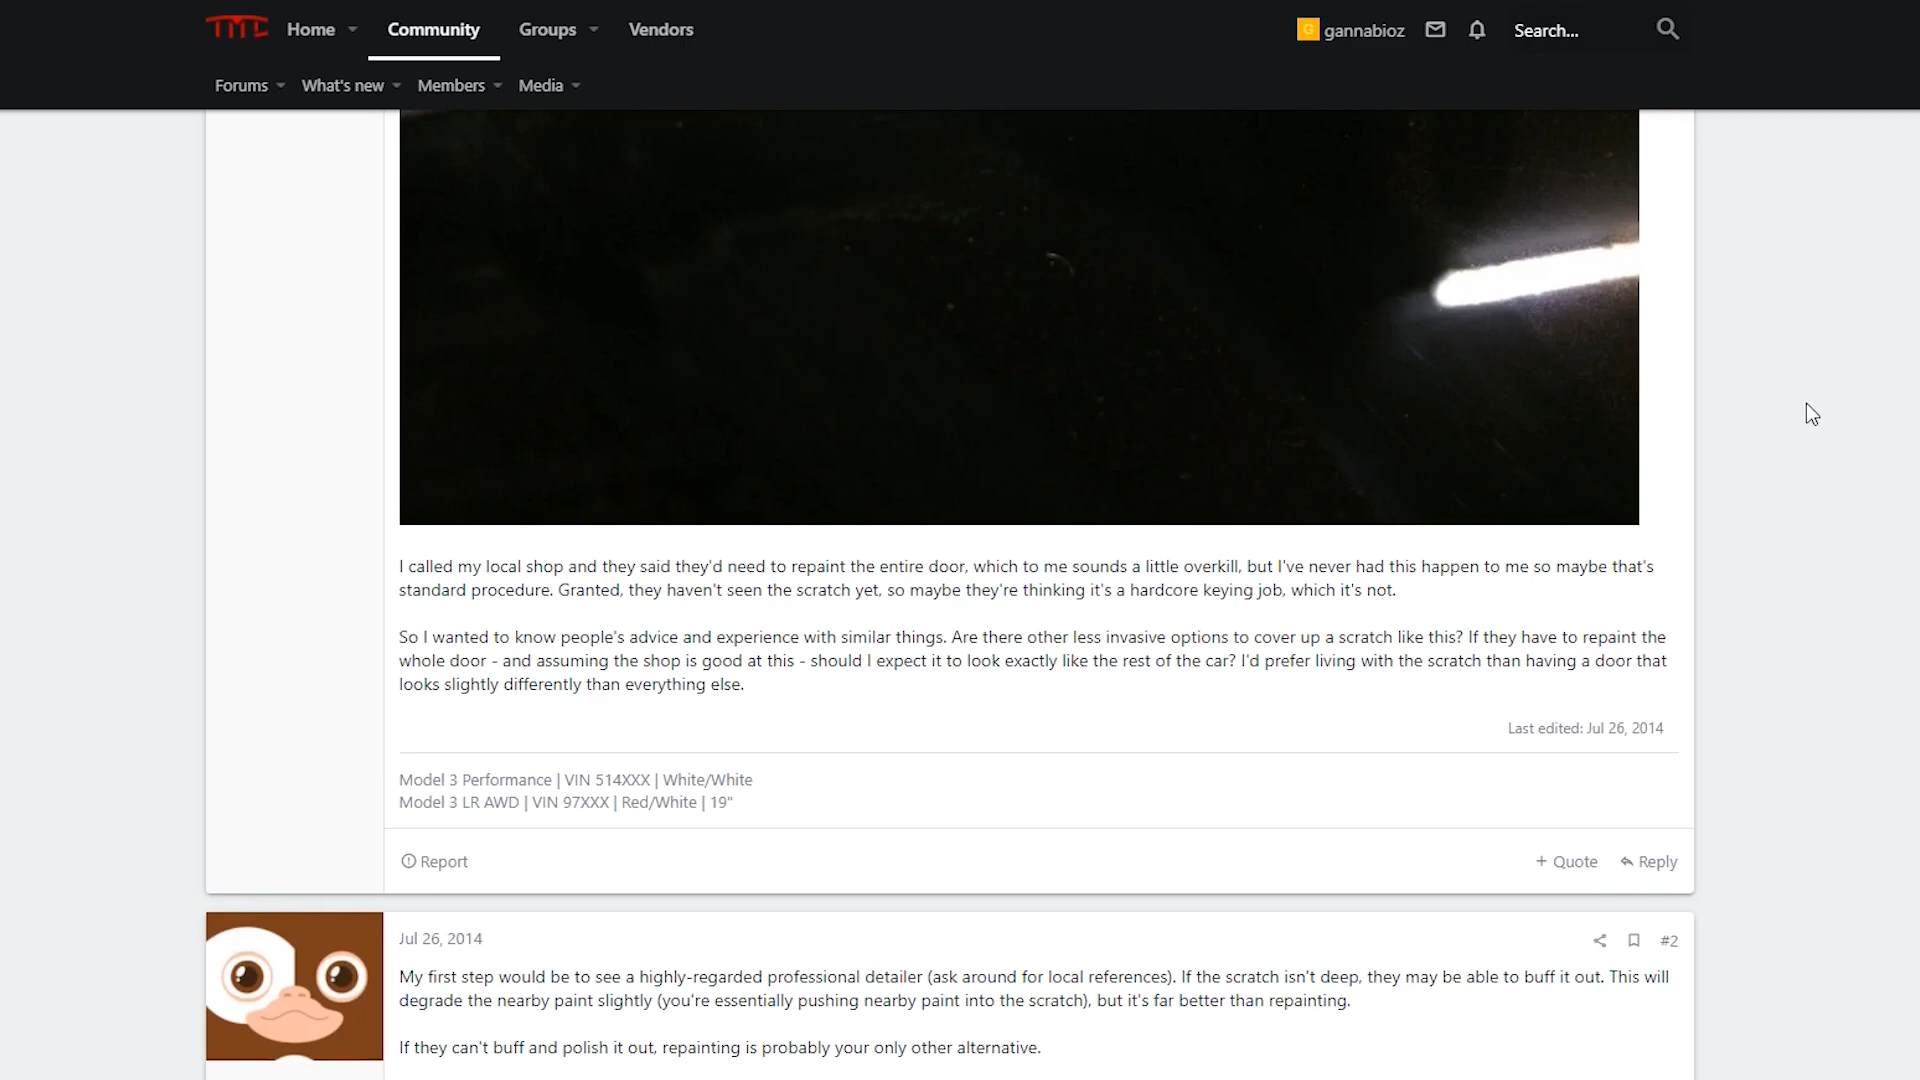 TMC Home Community Groups Vendors G gannabioz Search...
Forums What's new Members Media
I called my local shop and they said they'd need to repaint the entire door, which to me sounds a little overkill, but I've never had this happen to me so maybe that's
standard procedure. Granted, they haven't seen the scratch yet, so maybe they're thinking it's a hardcore keying job, which it's not.
So I wanted to know people's advice and experience with similar things. Are there other less invasive options to cover up a scratch like this? If they have to repaint the
whole door - and assuming the shop is good at this - should I expect it to look exactly like the rest of the car? I'd prefer living with the scratch than having a door that
looks slightly differently than everything else.
Last edited: Jul 26, 2014
Model 3 Performance | VIN 514XXX | White/White
Model 3 LR AWD | VIN 97XXX | Red/White | 19"
Report + Quote Reply
Jul 26, 2014 #2
My first step would be to see a highly-regarded professional detailer (ask around for local references). If the scratch isn't deep, they may be able to buff it out. This will
degrade the nearby paint slightly (you're essentially pushing nearby paint into the scratch), but it's far better than repainting.
If they can't buff and polish it out, repainting is probably your only other alternative.